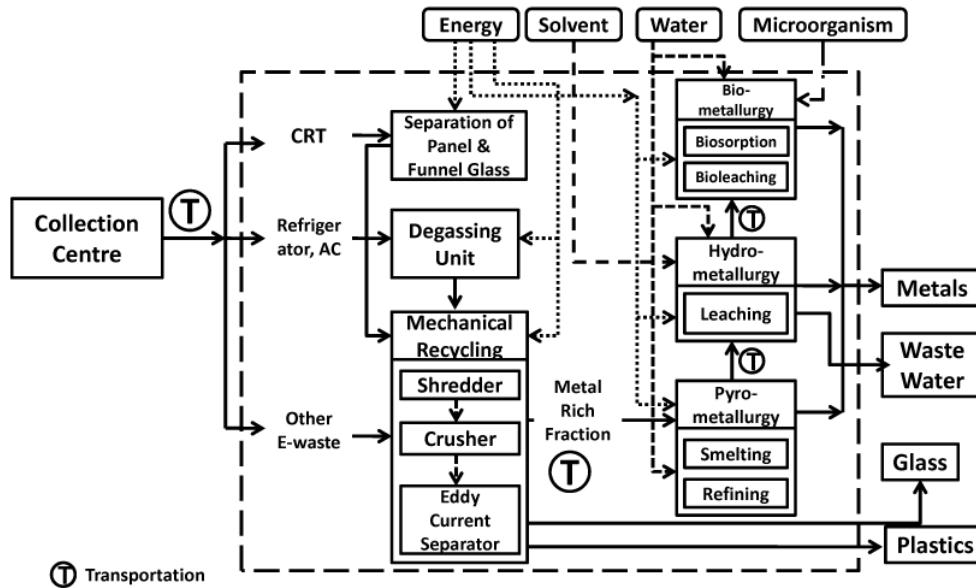 Energy
Solvent
Water
Microorganism
Collection
Centre
T
CRT
Refriger
ator, AC
Other
E-waste
Separation of
Panel &
Funnel Glass
Degassing
Unit
Mechanical
Recycling
Shredder
Crusher
Eddy
Current
Separator
Metal
Rich
Fraction
T
Bio-
metallurgy
Biosorption
Bioleaching
T
Hydro-
metallurgy
Leaching
T
Pyro-
metallurgy
Smelting
Refining
Metals
Waste
Water
Glass
Plastics
T Transportation